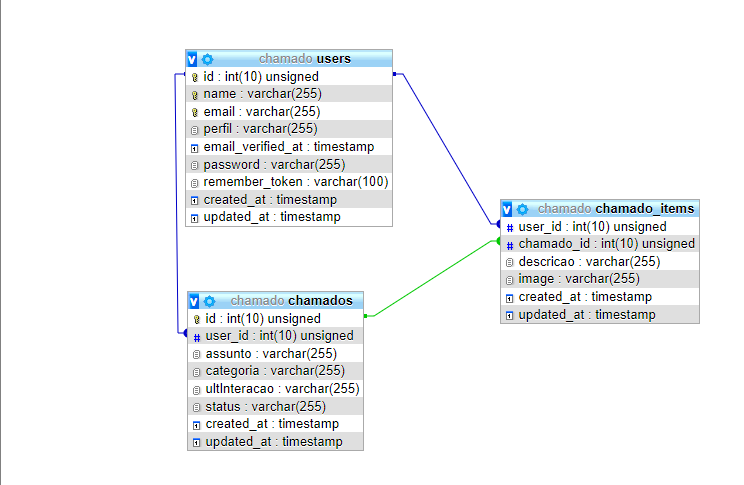 chamado users
id : int(10) unsigned
name : varchar(255)
email : varchar(255)
perfil : varchar(255)
email_verified_at : timestamp
password : varchar(255)
remember_token : varchar(100)
created_at : timestamp
updated_at : timestamp
chamado chamado_items
# user_id : int(10) unsigned
# chamado_id : int(10) unsigned
descricao : varchar(255)
image : varchar(255)
created_at : timestamp
updated_at : timestamp
chamado chamados
id : int(10) unsigned
# user_id : int(10) unsigned
assunto : varchar(255)
categoria : varchar(255)
ultInteracao : varchar(255)
status : varchar(255)
created_at : timestamp
updated_at : timestamp